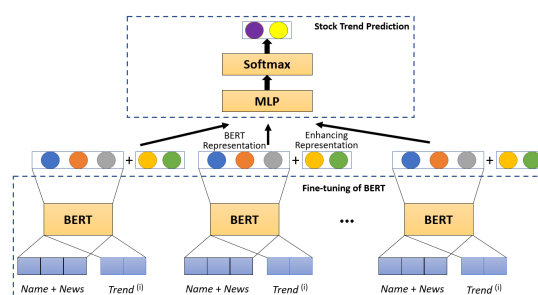 Stock Trend Prediction
Softmax
MLP
BERT
Representation
Enhancing
Representation
+
+
+
Fine-tuning of BERT
BERT
BERT
...
BERT
Name + News
Trend (i)
Name + News
Trend (i)
Name + News
Trend (i)